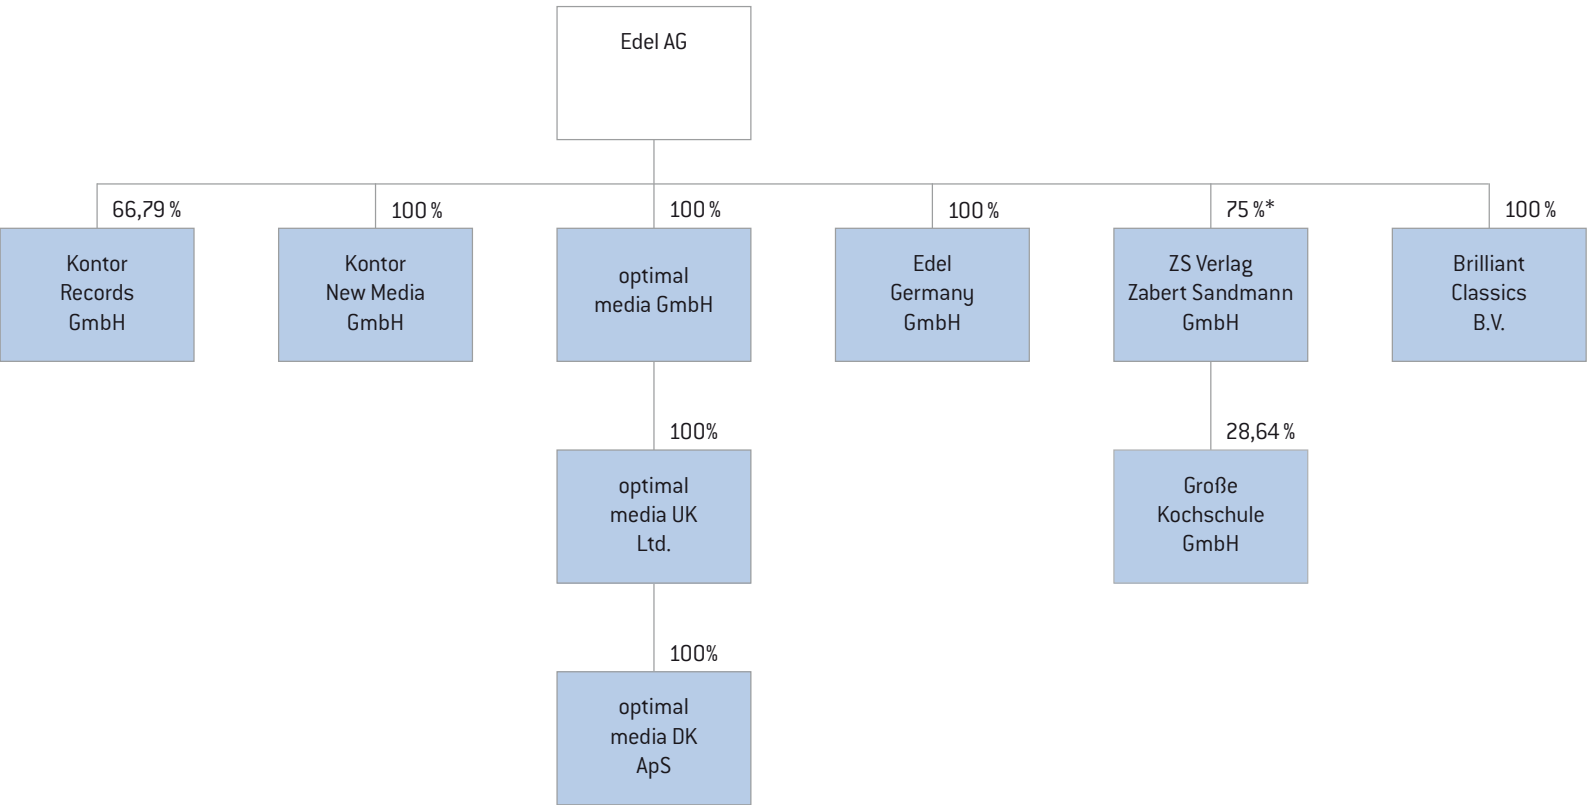 Edel AG
66,79 %
100 %
100 %
100 %
75 %*
100 %
Kontor
Records
GmbH
Kontor
New Media
GmbH
optimal
media GmbH
Edel
Germany
GmbH
ZS Verlag
Zabert Sandmann
GmbH
Brilliant
Classics
B.V.
100%
28,64 %
optimal
media UK
Ltd.
Große
Kochschule
GmbH
100%
optimal
media DK
ApS